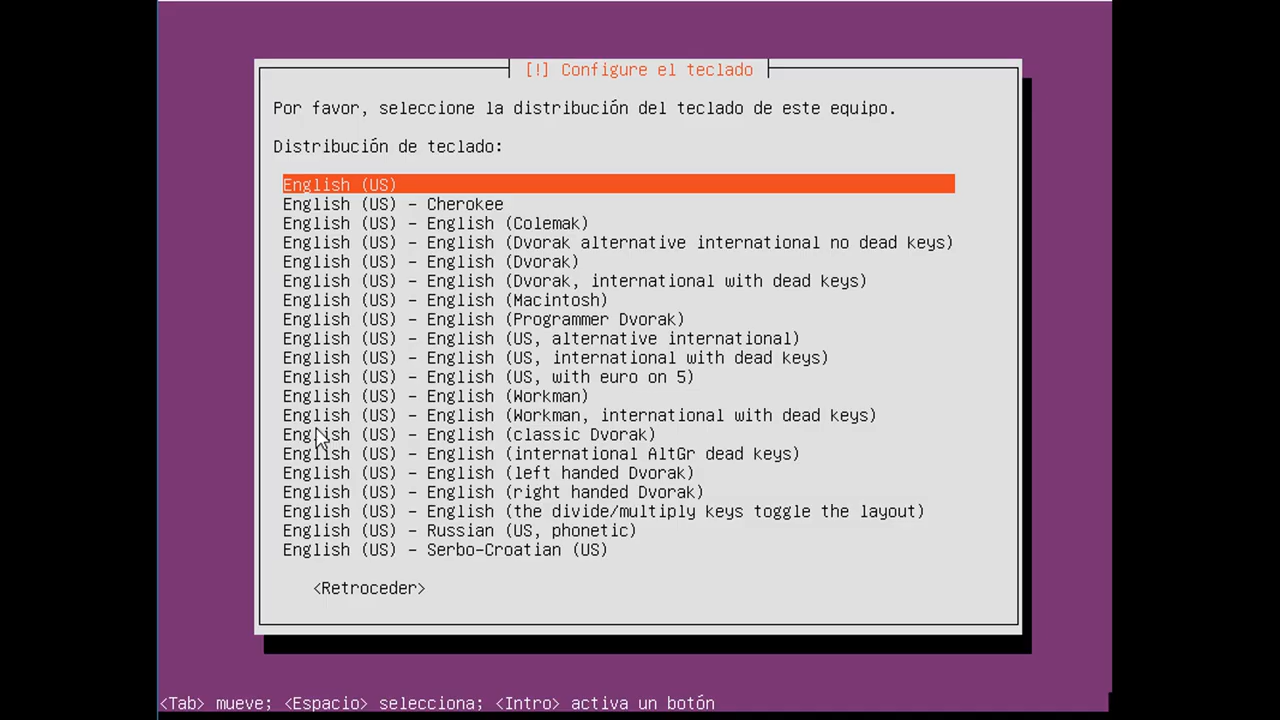 [!] Configure el teclado
Por favor, seleccione la distribución del teclado de este equipo.
Distribución de teclado:
English (US)
English (US) - Cherokee
English (US) - English (Colemak)
English (US) - English (Dvorak alternative international no dead keys)
English (US) - English (Dvorak)
English (US) - English (Dvorak, international with dead keys)
English (US) - English (Macintosh)
English (US) - English (Programmer Dvorak)
English (US) - English (US, alternative international)
English (US) - English (US, international with dead keys)
English (US) - English (US, with euro on 5)
English (US) - English (Workman)
English (US) - English (Workman, international with dead keys)
English (US) - English (classic Dvorak)
English (US) - English (international AltGr dead keys)
English (US) - English (left handed Dvorak)
English (US) - English (right handed Dvorak)
English (US) - English (the divide/multiply keys toggle the layout)
English (US) - Russian (US, phonetic)
English (US) - Serbo-Croatian (US)
<Retroceder>
<Tab> mueve; <Espacio> selecciona; <Intro> activa un botón